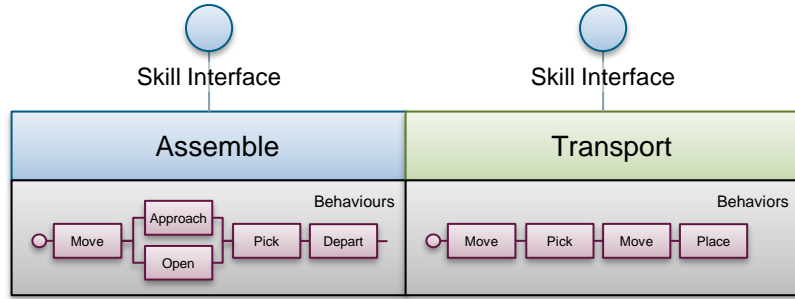 Skill Interface
Skill Interface
Assemble
Transport
Behaviours
Behaviors
Approach
Move
Pick
Depart
Open
Move
Pick
Move
Place